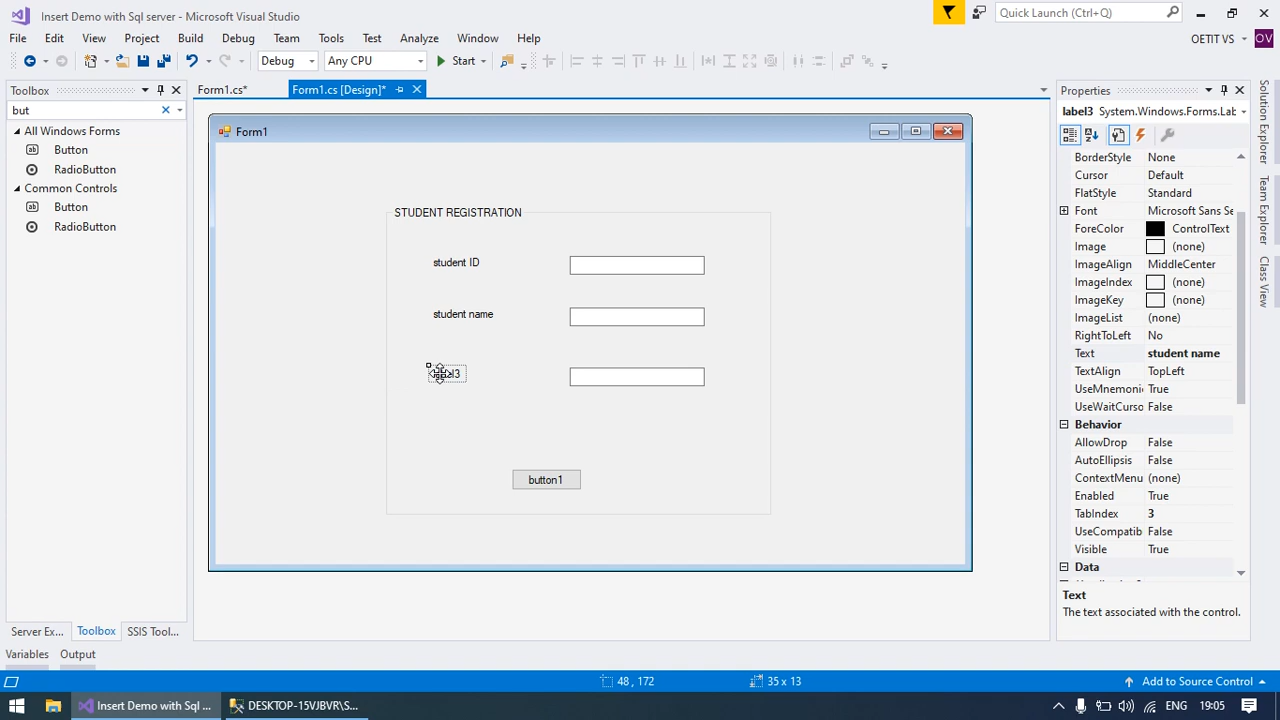 Insert Demo with Sql server - Microsoft Visual Studio
Quick Launch (Ctrl+Q)
File Edit View Project Build Debug Team Tools Test Analyze Window Help
OETIT VS
OV
Debug
Any CPU
Start
Toolbox
but
All Windows Forms
Button
RadioButton
Common Controls
Button
RadioButton
Form1.cs*
Form1.cs [Design]*
Form1
STUDENT REGISTRATION
student ID
student name
button1
Properties
label3 System.Windows.Forms.Lab
BorderStyle None
Cursor Default
FlatStyle Standard
Font Microsoft Sans Se
ForeColor ControlText
Image (none)
ImageAlign MiddleCenter
ImageIndex (none)
ImageKey (none)
ImageList (none)
RightToLeft No
Text student name
TextAlign TopLeft
UseMnemonic True
UseWaitCurso False
Behavior
AllowDrop False
AutoEllipsis False
ContextMenu (none)
Enabled True
TabIndex 3
UseCompatib False
Visible True
Data
Text
The text associated with the control.
Solution Explorer
Team Explorer
Class View
Server Ex...
Toolbox
SSIS Tool...
Variables
Output
48 , 172
35 x 13
Add to Source Control
Insert Demo with Sql ...
DESKTOP-15VJBVR\S...
ENG
19:05